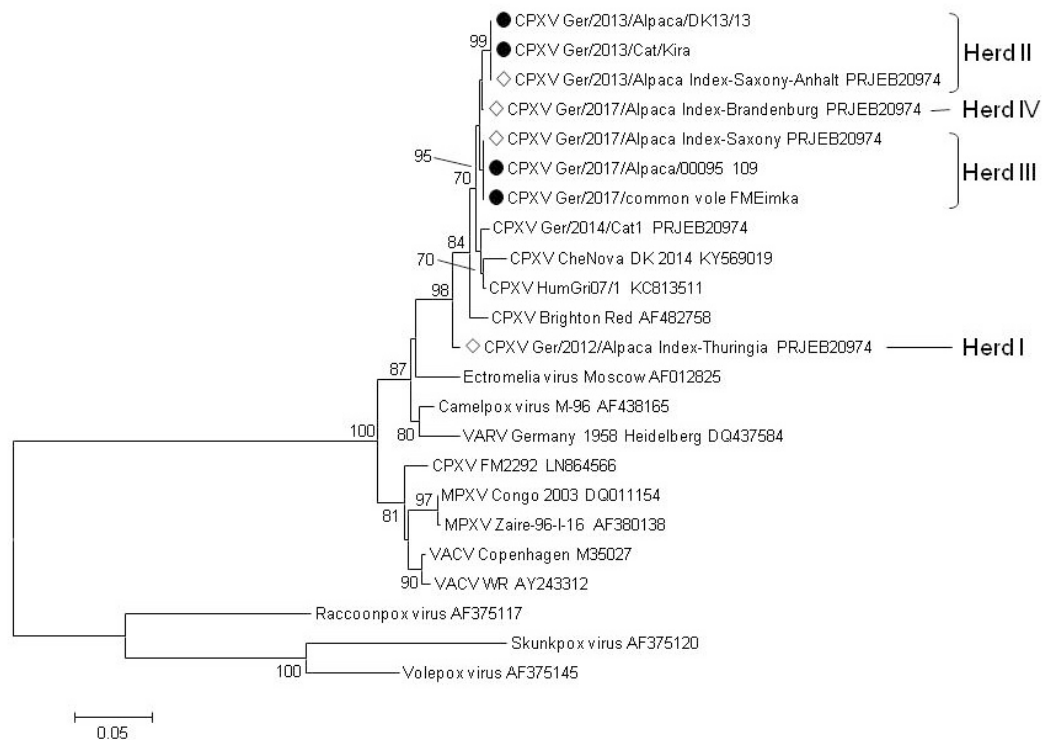 CPXV Ger/2013/Alpaca/DK13/13
99
CPXV Ger/2013/Cat/Kira
Herd II
CPXV Ger/2013/Alpaca Index-Saxony-Anhalt PRJEB20974
CPXV Ger/2017/Alpaca Index-Brandenburg PRJEB20974
Herd IV
CPXV Ger/2017/Alpaca Index-Saxony PRJEB20974
95
CPXV Ger/2017/Alpaca/00095 109
Herd III
70
CPXV Ger/2017/common vole FMEimka
CPXV Ger/2014/Cat1 PRJEB20974
84
CPXV CheNova DK 2014 KY569019
70
CPXV HumGri07/1 KC813511
98
CPXV Brighton Red AF482758
CPXV Ger/2012/Alpaca Index-Thuringia PRJEB20974
Herd I
87
Ectromelia virus Moscow AF012825
Camelpox virus M-96 AF438165
100
80
VARV Germany 1958 Heidelberg DQ437584
CPXV FM2292 LN864566
97
MPXV Congo 2003 DQ011154
81
MPXV Zaire-96-I-16 AF380138
VACV Copenhagen M35027
90
VACV WR AY243312
Raccoonpox virus AF375117
Skunkpox virus AF375120
100
Volepox virus AF375145
0.05